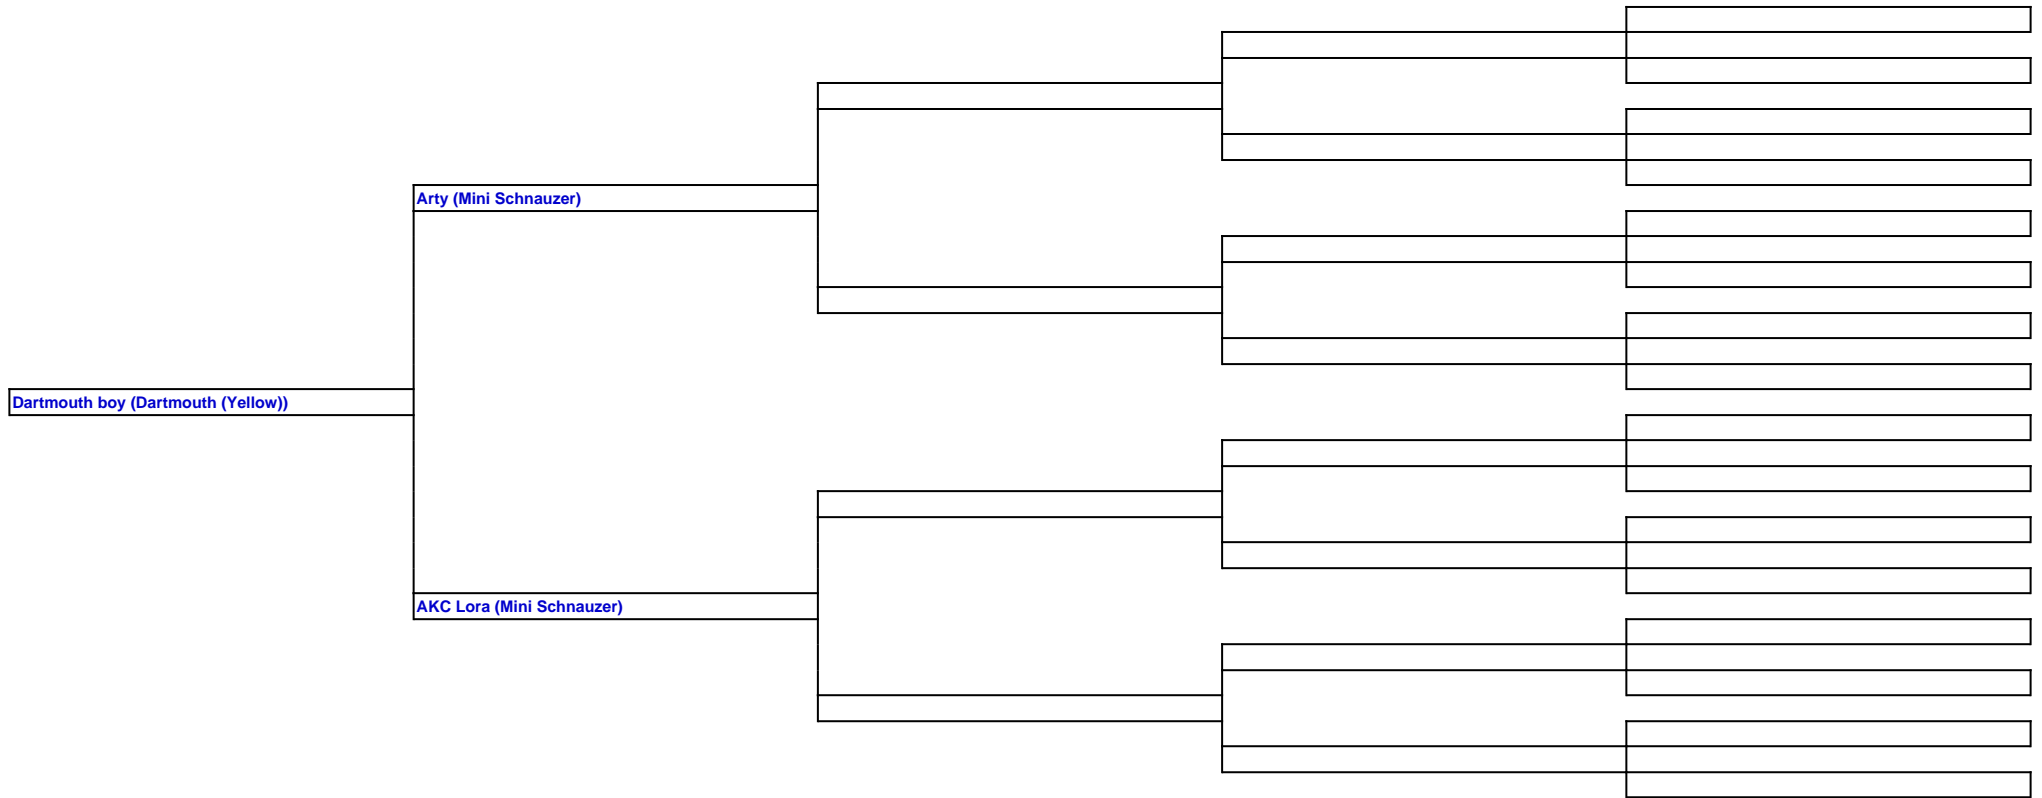 Arty (Mini Schnauzer)
Dartmouth boy (Dartmouth (Yellow))
AKC Lora (Mini Schnauzer)